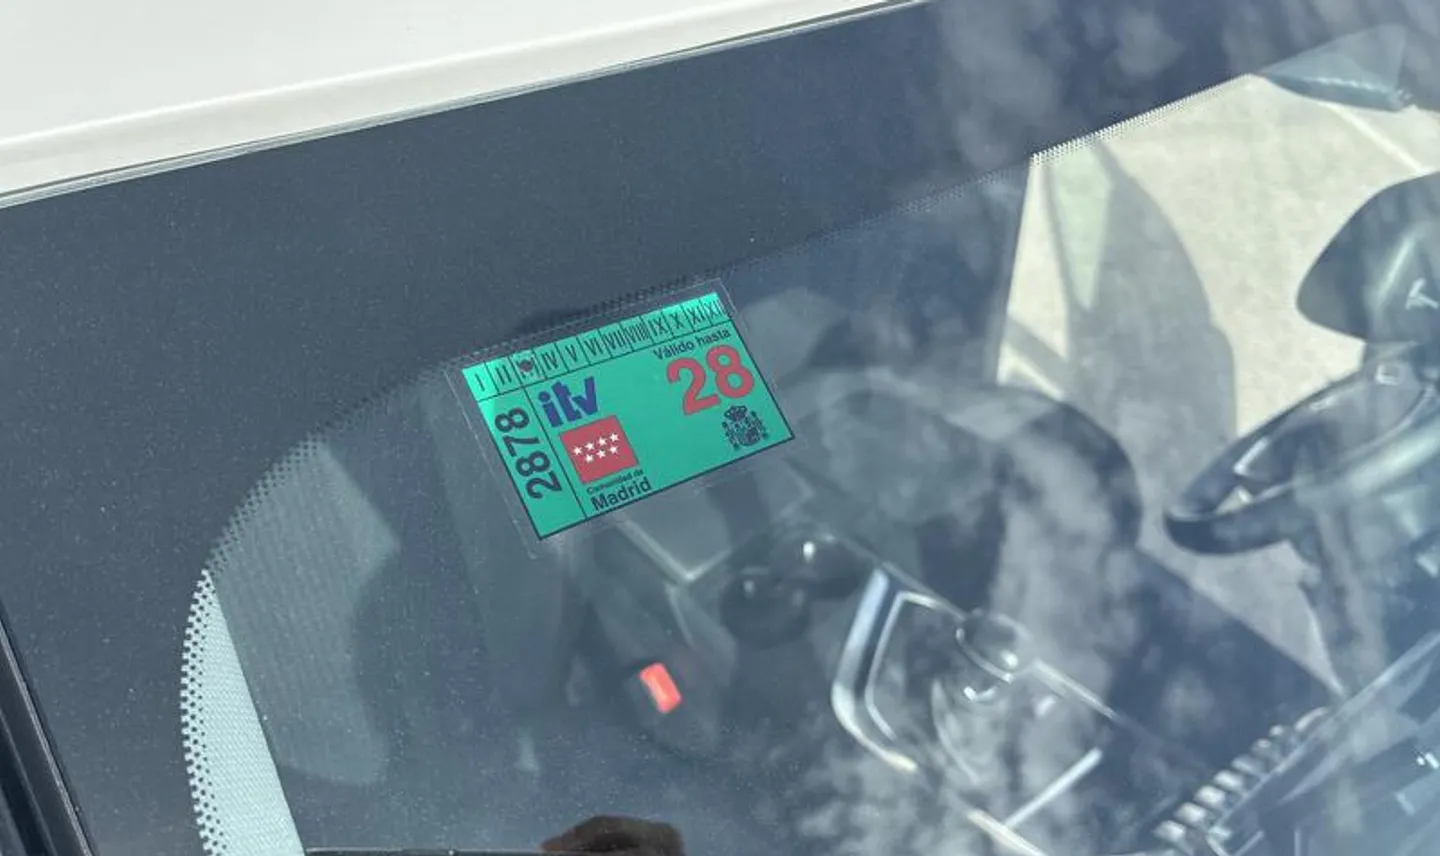 I II IV V VI VII VIII IX X XI XII
Válido hasta
itv 28
2878
Comunidad de
Madrid